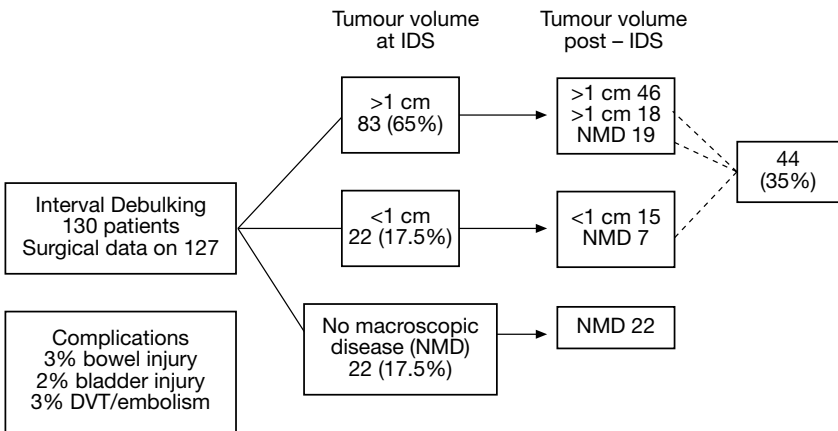 Tumour volume
at IDS
Tumour volume
post – IDS
>1 cm
83 (65%)
>1 cm 46
>1 cm 18
NMD 19
44
(35%)
Interval Debulking
130 patients
Surgical data on 127
<1 cm
22 (17.5%)
<1 cm 15
NMD 7
Complications
3% bowel injury
2% bladder injury
3% DVT/embolism
No macroscopic
disease (NMD)
22 (17.5%)
NMD 22